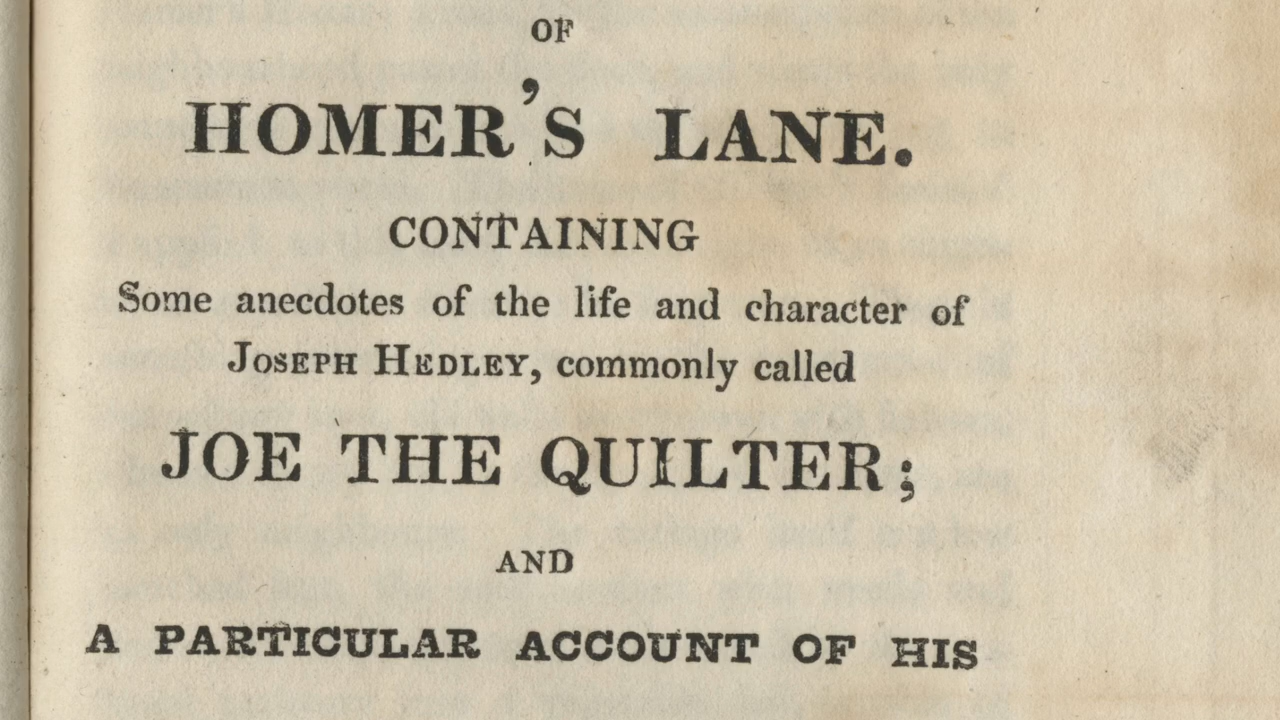 OF
HOMER'S LANE.
CONTAINING
Some anecdotes of the life and character of
JOSEPH HEDLEY, commonly called
JOE THE QUILTER;
AND
A PARTICULAR ACCOUNT OF HIS